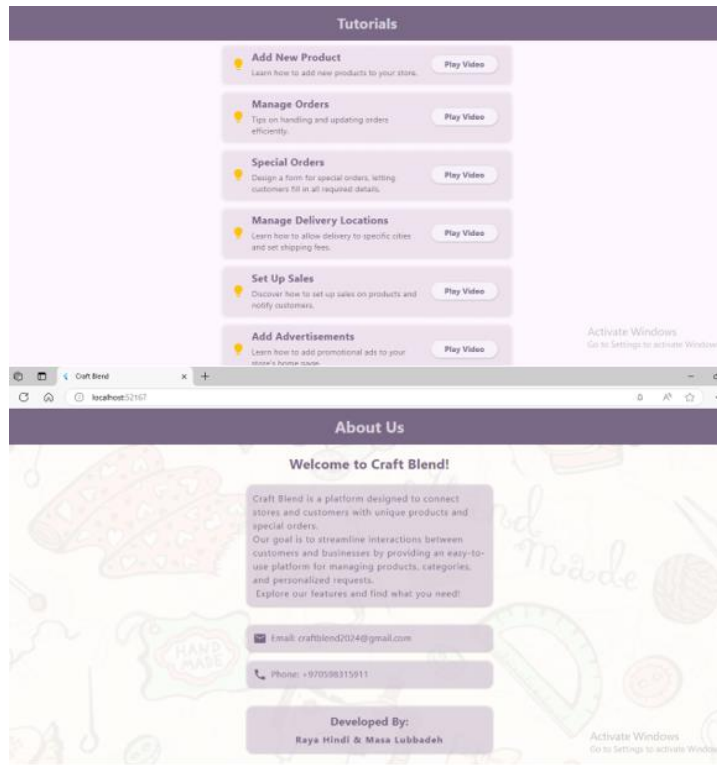 Tutorials
Add New Product
Learn how to add new products to your store.
Play Video
Manage Orders
Tips on handling and updating orders
efficiently.
Play Video
Special Orders
Design a form for special orders, letting
customers fill in all required details.
Play Video
Manage Delivery Locations
Learn how to allow delivery to specific cities
and set shipping fees.
Play Video
Set Up Sales
Discover how to set up sales on products and
notify customers.
Play Video
Add Advertisements
Learn how to add promotional ads to your
store's home page.
Play Video
Activate Windows
Go to Settings to activate Windows
Craft Blend
localhost:52167
About Us
Welcome to Craft Blend!
Craft Blend is a platform designed to connect
stores and customers with unique products and
special orders.
Our goal is to streamline interactions between
customers and businesses by providing an easy-to-
use platform for managing products, categories,
and personalized requests.
Explore our features and find what you need!
Hand
Made
HAND
MADE
Email: craftblend2024@gmail.com
Phone: +970598315911
Developed By:
Raya Hindi & Masa Lubbadeh
Activate Windows
Go to Settings to activate Windows